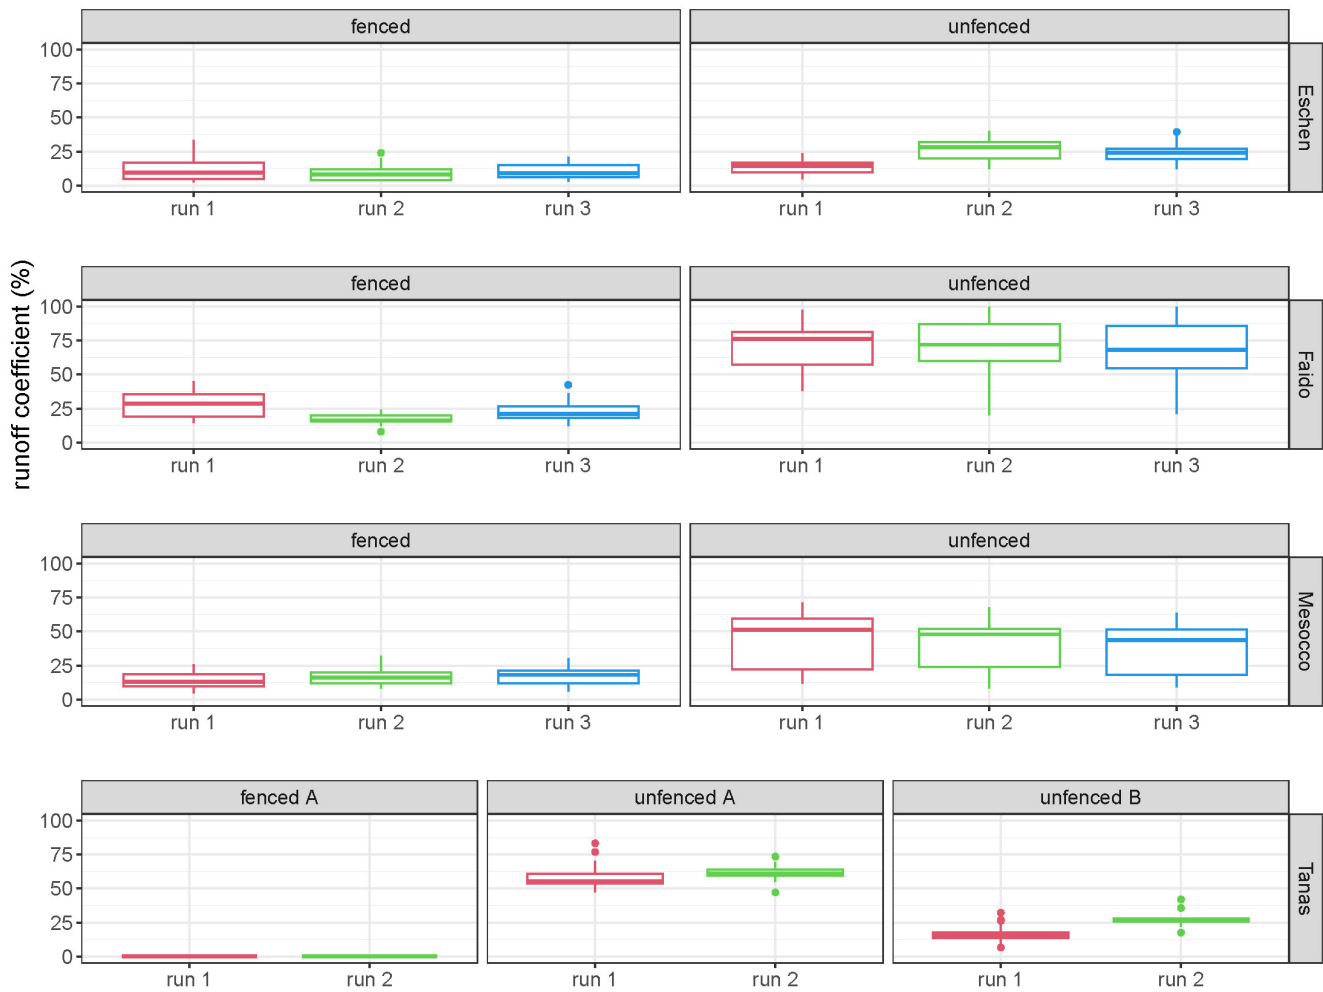 fenced
unfenced
100
75
50
25
0
Eschen
run 1
run 2
run 3
run 1
run 2
run 3
runoff coefficient (%)
fenced
unfenced
100
75
50
25
0
Faido
run 1
run 2
run 3
run 1
run 2
run 3
fenced
unfenced
100
75
50
25
0
Mesocco
run 1
run 2
run 3
run 1
run 2
run 3
fenced A
unfenced A
unfenced B
100
75
50
25
0
Tanas
run 1
run 2
run 1
run 2
run 1
run 2